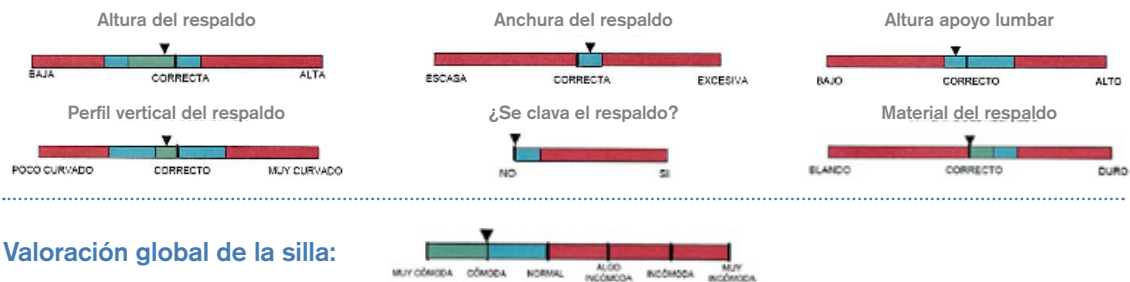 Altura del respaldo
Anchura del respaldo
Altura apoyo lumbar
BAJA CORRECTA ALTA
ESCASA CORRECTA EXCESIVA
BAJO CORRECTO ALTO
Perfil vertical del respaldo
¿Se clava el respaldo?
Material del respaldo
POCO CURVADO CORRECTO MUY CURVADO
NO SI
BLANCO CORRECTO DURO
Valoración global de la silla:
MUY CÓMODA CÓMODA NORMAL ALGO INCÓMODA INCÓMODA MUY INCÓMODA